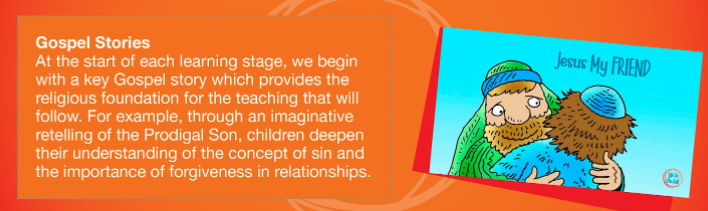 Gospel Stories
At the start of each learning stage, we begin
with a key Gospel story which provides the
religious foundation for the teaching that will
follow. For example, through an imaginative
retelling of the Prodigal Son, children deepen
their understanding of the concept of sin and
the importance of forgiveness in relationships.
Jesus My FRIEND